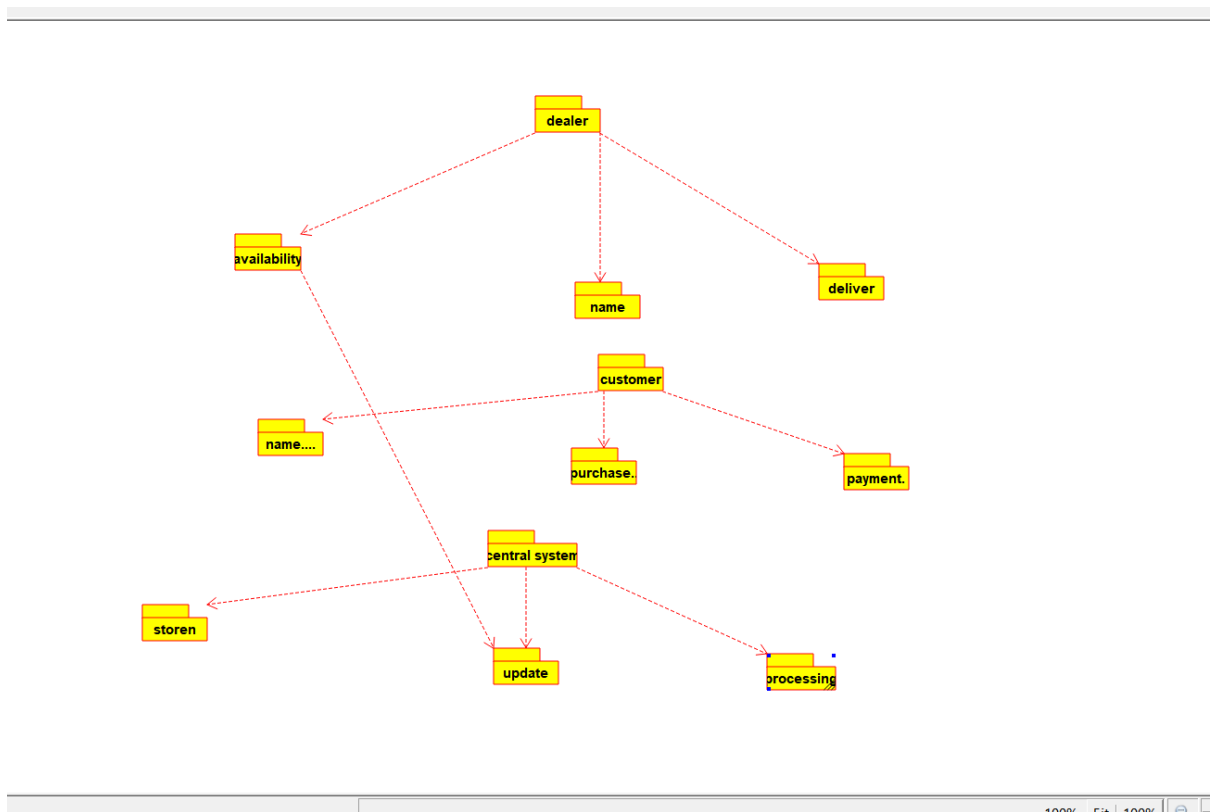 dealer
availability
name
deliver
customer
name....
purchase..
payment.
central system
storen
update
processing
100% Fit 100%